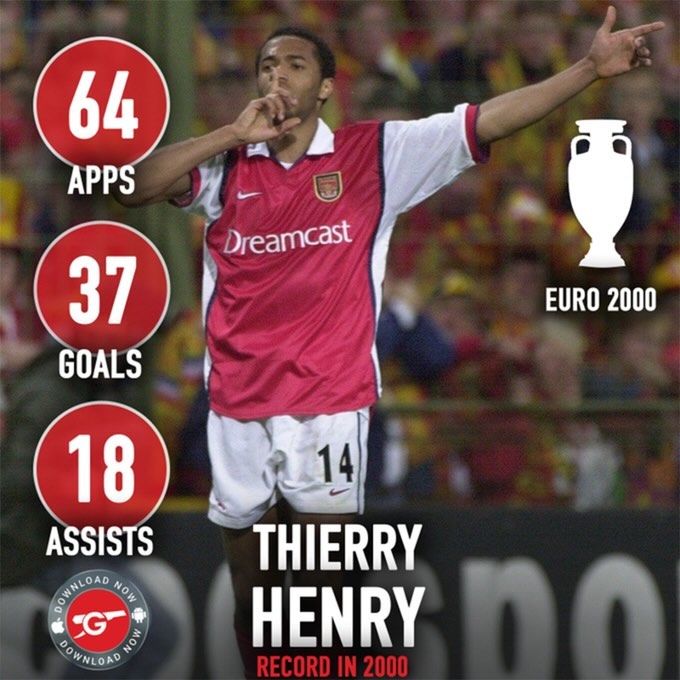 64
APPS
37
GOALS
18
ASSISTS
Dreamcast
14
EURO 2000
THIERRY
HENRY
RECORD IN 2000
DOWNLOAD NOW
G
DOWNLOAD NOW